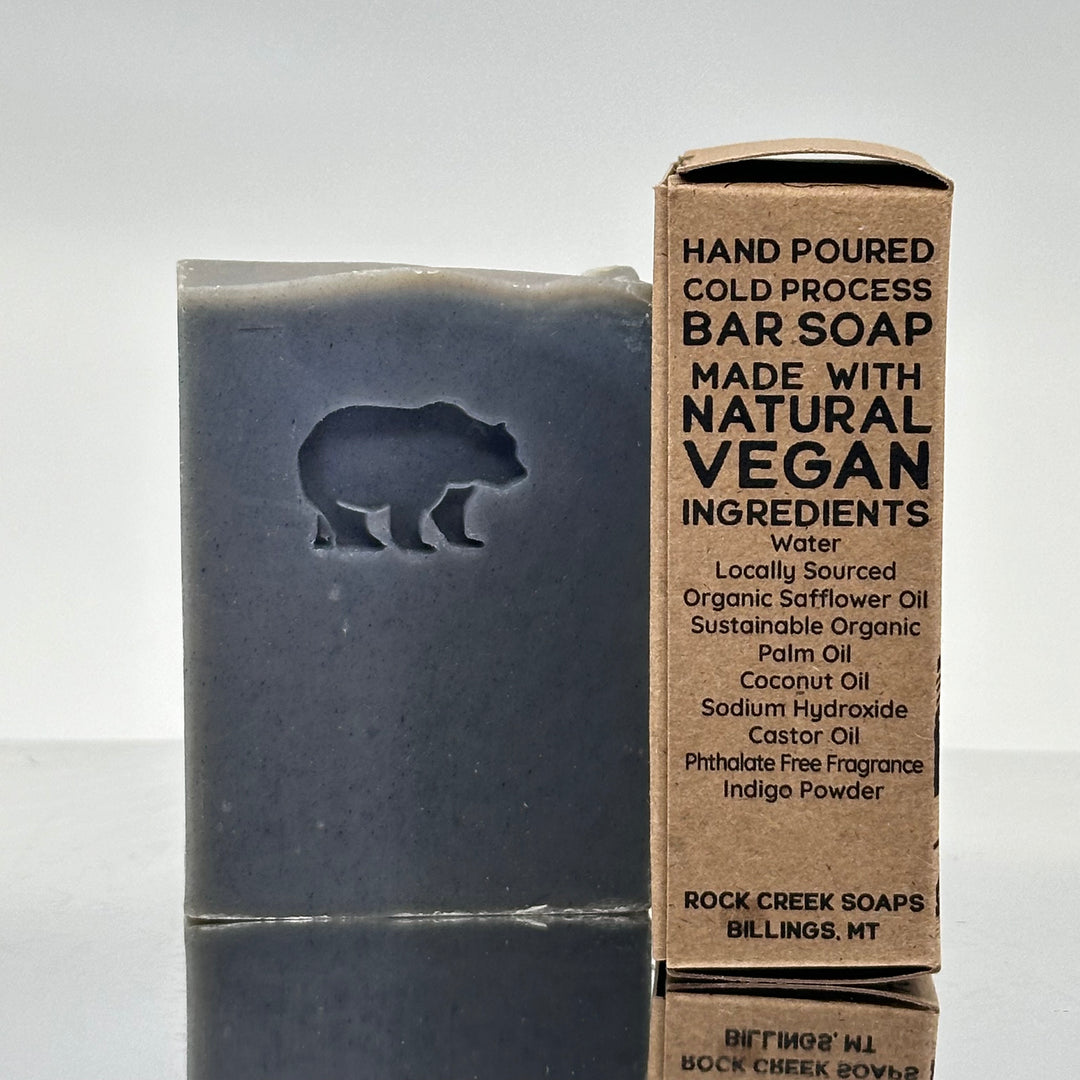 HAND POURED
COLD PROCESS
BAR SOAP
MADE WITH
NATURAL
VEGAN
INGREDIENTS
Water
Locally Sourced
Organic Safflower Oil
Sustainable Organic
Palm Oil
Coconut Oil
Sodium Hydroxide
Castor Oil
Phthalate Free Fragrance
Indigo Powder
ROCK CREEK SOAPS
BILLINGS, MT